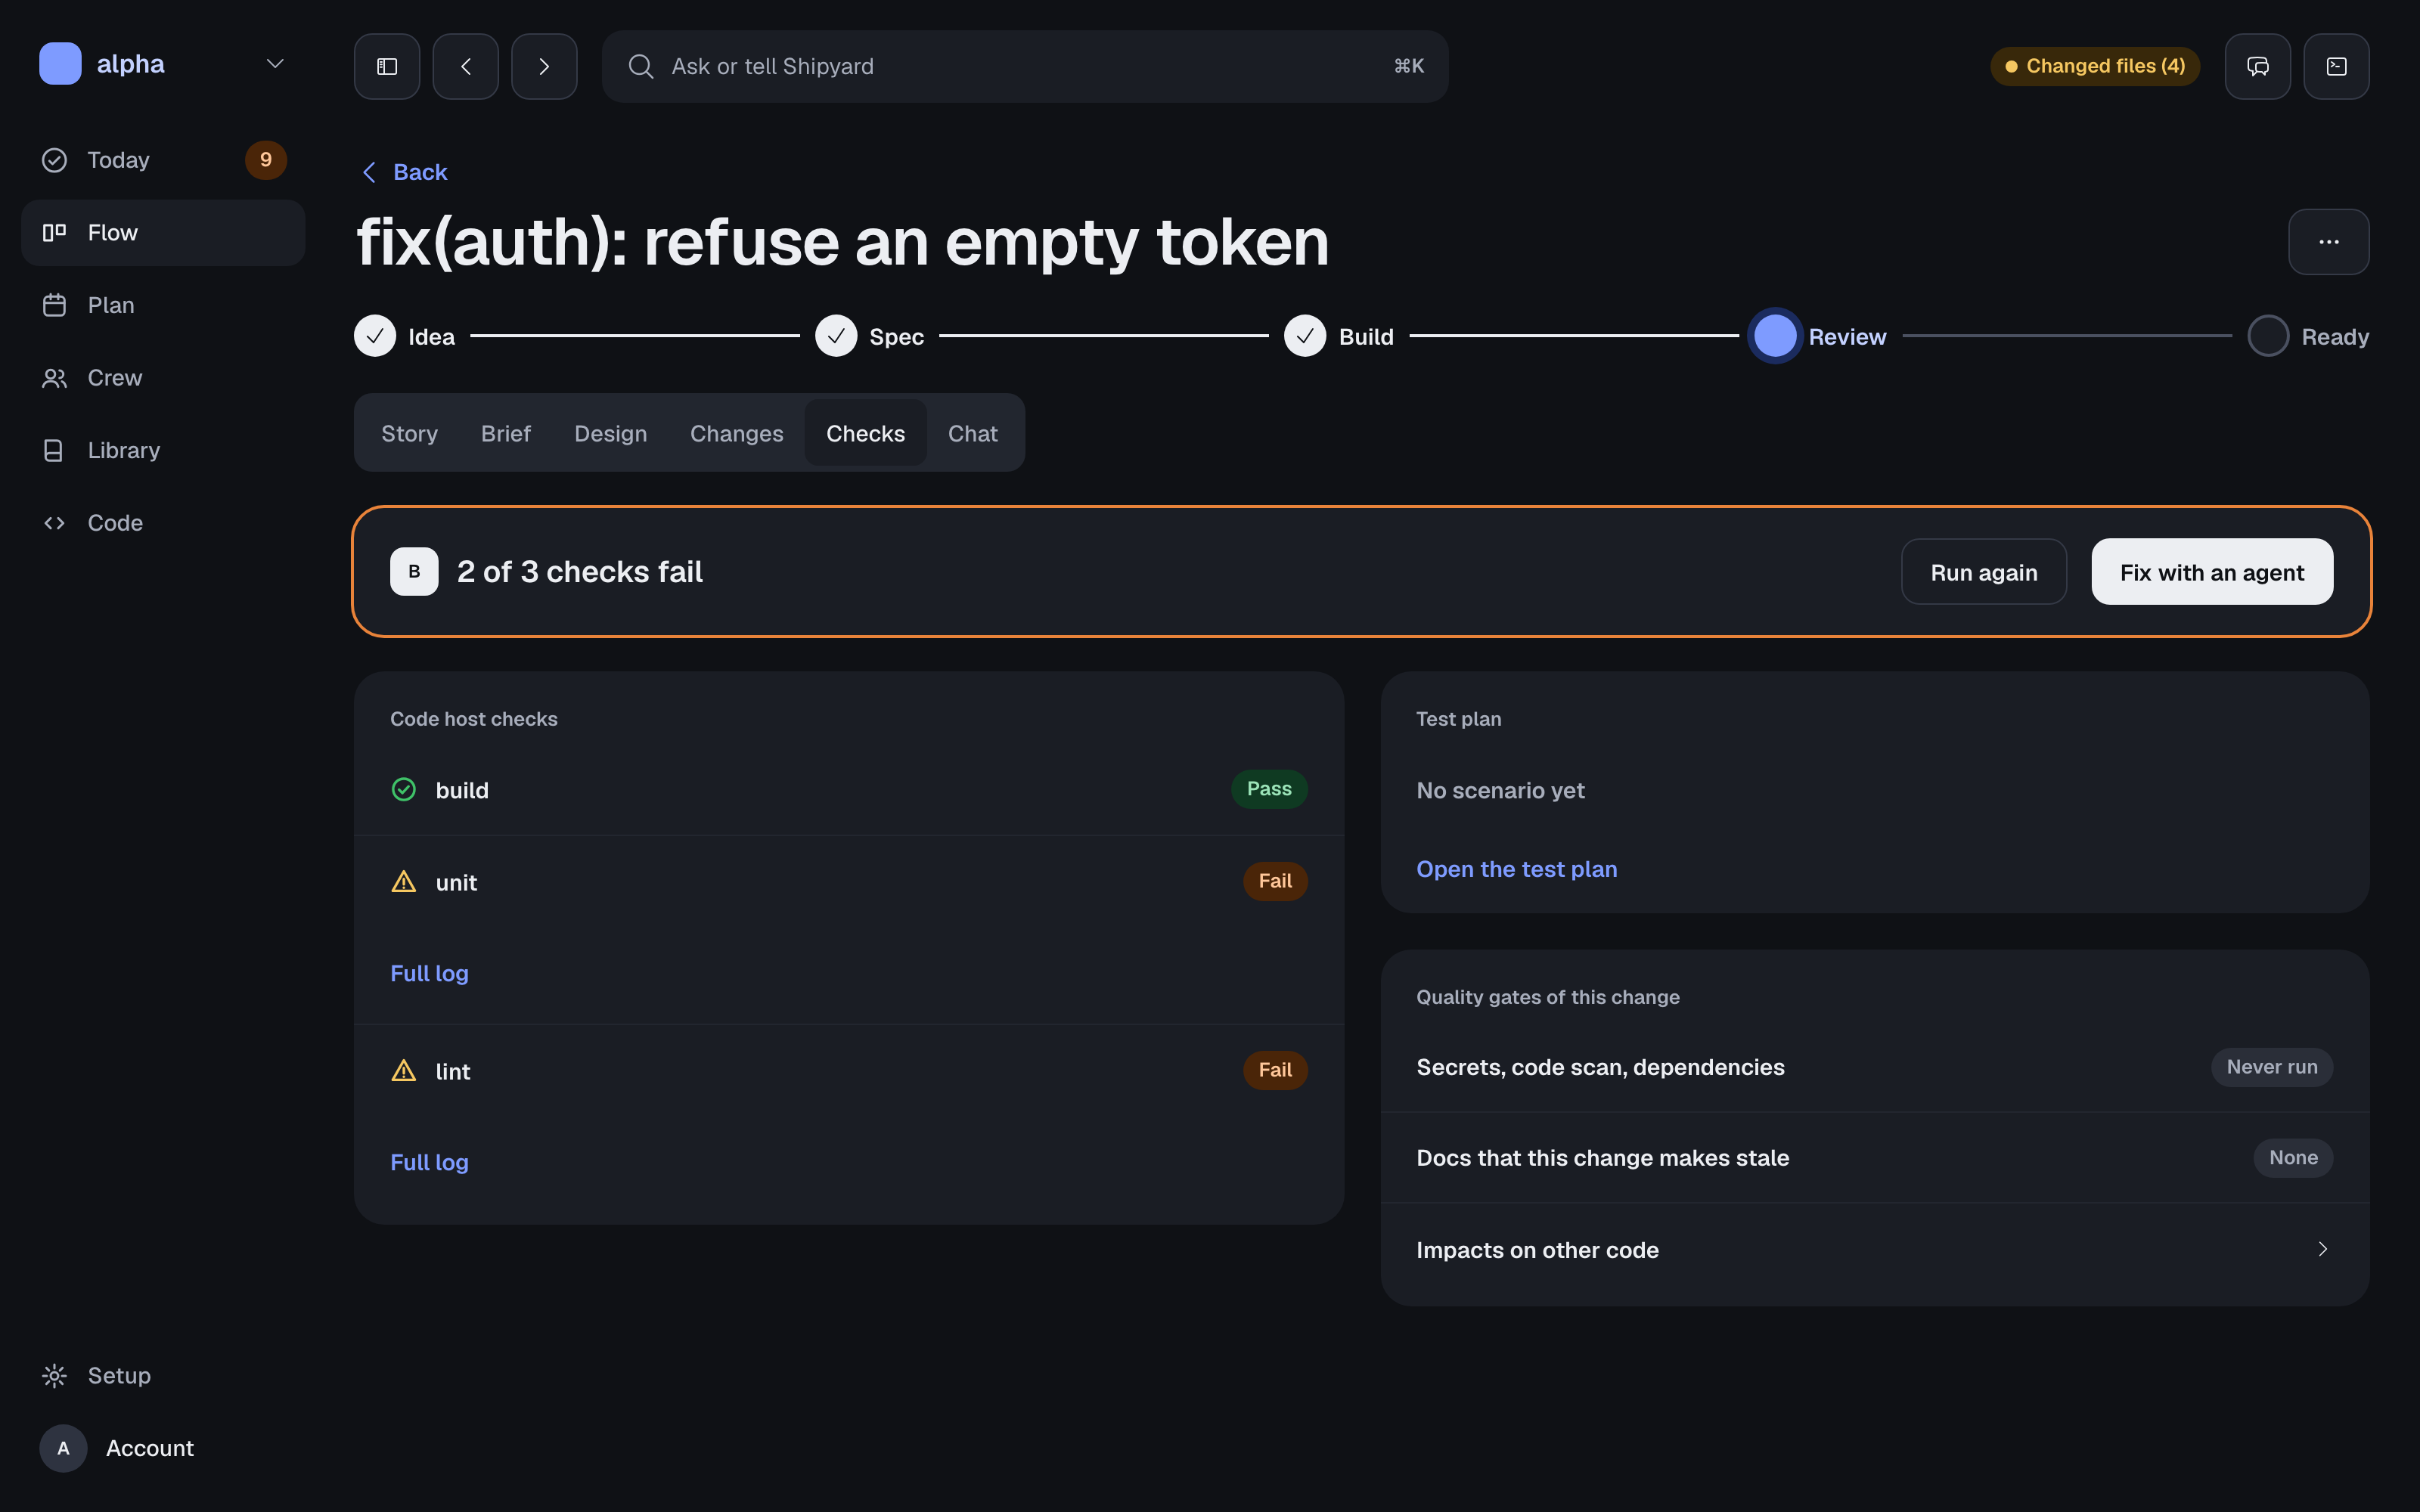 alpha
Ask or tell Shipyard
⌘K
Changed files (4)
Today
9
Flow
Plan
Crew
Library
Code
Setup
A
Account
Back
fix(auth): refuse an empty token
Idea
Spec
Build
Review
Ready
Story
Brief
Design
Changes
Checks
Chat
B
2 of 3 checks fail
Run again
Fix with an agent
Code host checks
build
Pass
unit
Fail
Full log
lint
Fail
Full log
Test plan
No scenario yet
Open the test plan
Quality gates of this change
Secrets, code scan, dependencies
Never run
Docs that this change makes stale
None
Impacts on other code